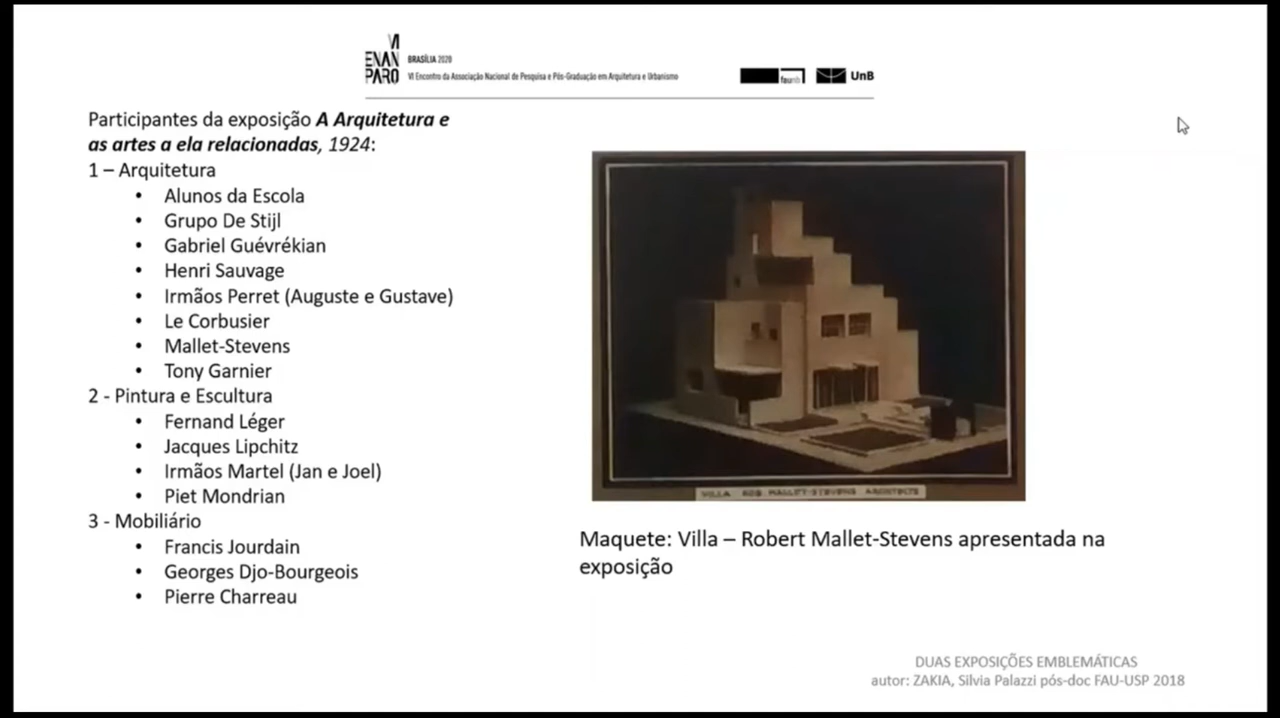 VI
ENAN
PARQ
BRASÍLIA 2020
VI Encontro da Associação Nacional de Pesquisa e Pós-Graduação em Arquitetura e Urbanismo
faunb
UnB
Participantes da exposição A Arquitetura e
as artes a ela relacionadas, 1924:
1 – Arquitetura
• Alunos da Escola
• Grupo De Stijl
• Gabriel Guévrékian
• Henri Sauvage
• Irmãos Perret (Auguste e Gustave)
• Le Corbusier
• Mallet-Stevens
• Tony Garnier
2 - Pintura e Escultura
• Fernand Léger
• Jacques Lipchitz
• Irmãos Martel (Jan e Joel)
• Piet Mondrian
3 - Mobiliário
• Francis Jourdain
• Georges Djo-Bourgeois
• Pierre Charreau
VILLA ROB MALLET-STEVENS ARCHITECTE
Maquete: Villa – Robert Mallet-Stevens apresentada na
exposição
DUAS EXPOSIÇÕES EMBLEMÁTICAS
autor: ZAKIA, Silvia Palazzi pós-doc FAU-USP 2018